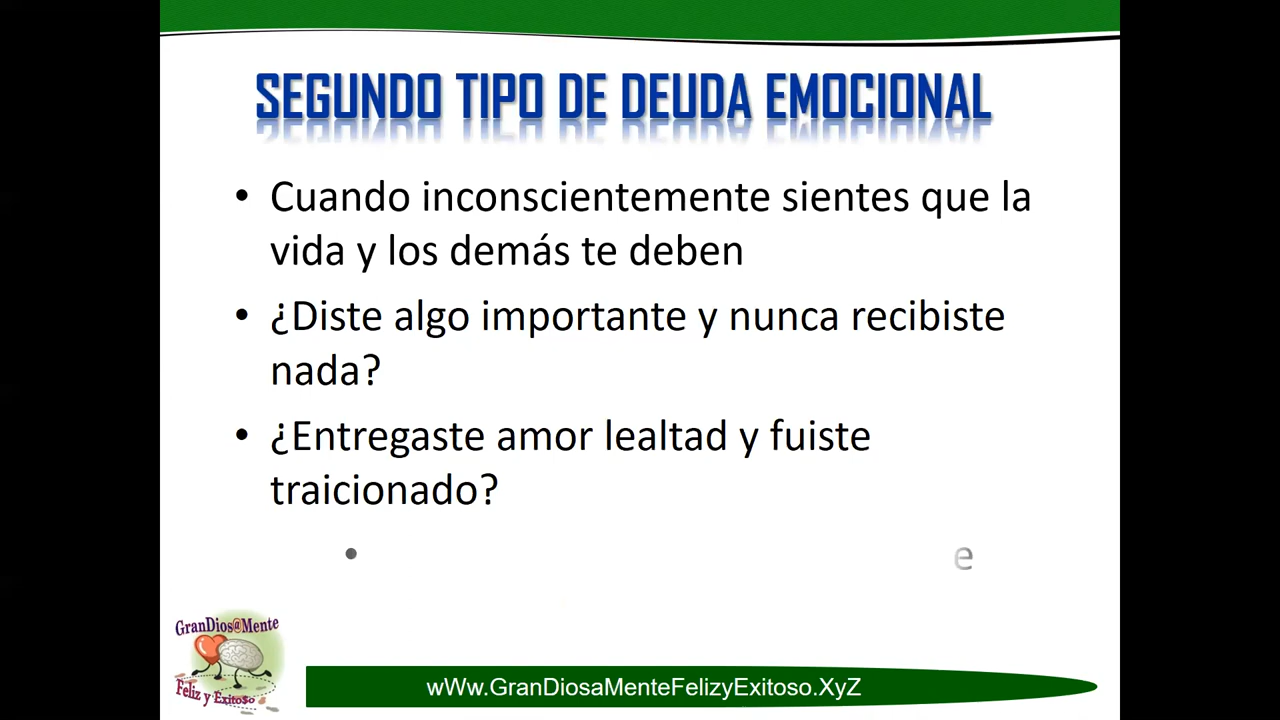 SEGUNDO TIPO DE DEUDA EMOCIONAL
• Cuando inconscientemente sientes que la
vida y los demás te deben
• ¿Diste algo importante y nunca recibiste
nada?
• ¿Entregaste amor lealtad y fuiste
traicionado?
• e
GranDios@Mente
Feliz y Exitoso
wWw.GranDiosaMenteFelizyExitoso.XyZ